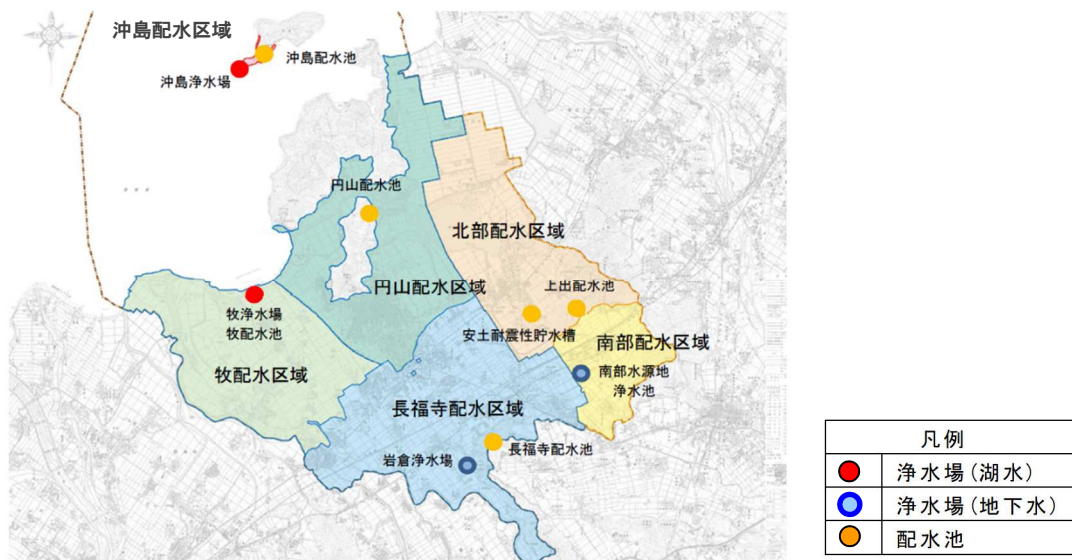 沖島配水区域
沖島配水池
沖島浄水場
円山配水池
北部配水区域
円山配水区域
上出配水池
牧浄水場
牧配水池
安土耐震性貯水槽
南部配水区域
牧配水区域
南部水源地
浄水池
長福寺配水区域
長福寺配水池
岩倉浄水場
凡例
浄水場(湖水)
浄水場(地下水)
配水池